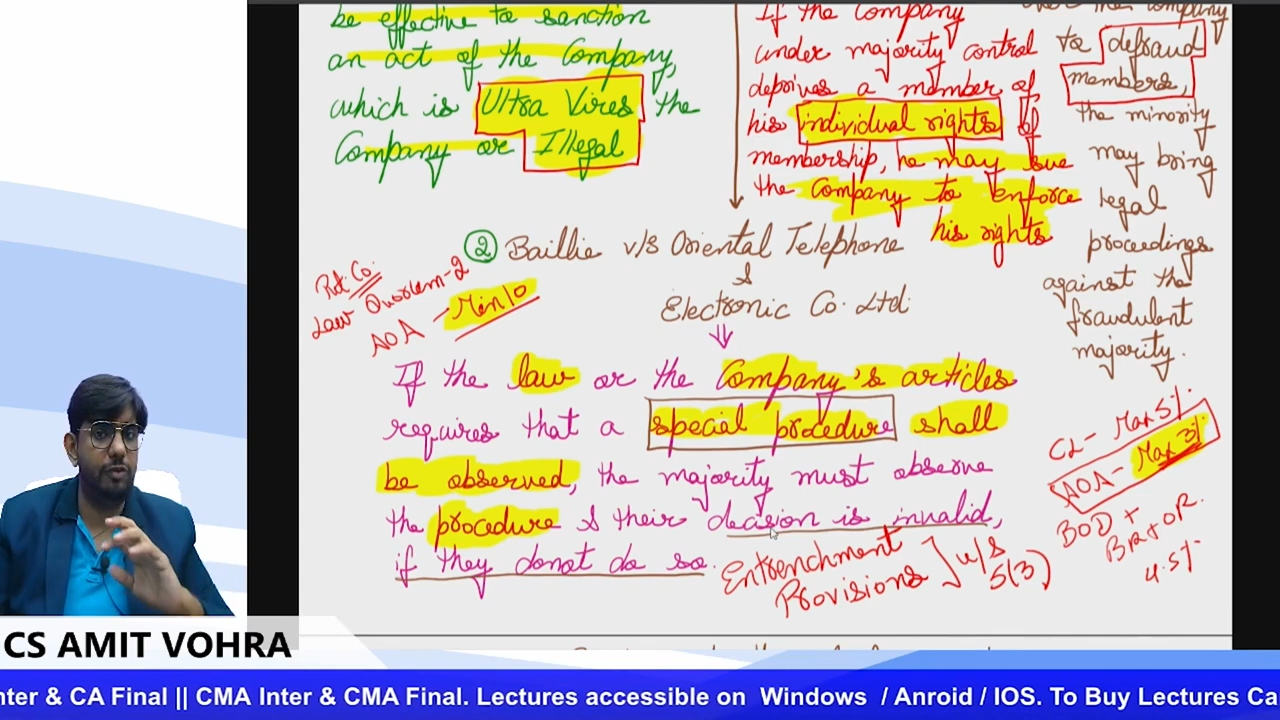 be effective to sanction
an act of the Company,
which is Ultra Vires the
Company or Illegal
If the Company
under majority control
deprives a member of
his individual rights of
membership, he may sue
the Company to enforce
his rights
over the company
to defraud
members,
the minority
may bring
legal
proceedings
against the
fraudulent
majority.
② Baillie v/s Oriental Telephone
&
Electronic Co. Ltd.
Pvt. Co.
Law Quorum-2
AOA - Min 10
If the law or the Company's articles
requires that a special procedure shall
be observed, the majority must observe
the procedure & their decision is invalid,
if they donot do so.
Entrenchment
Provisions ] u/s
5(3)
CL- Max 5%
AOA- Max 3%
BOD +
BR + OR
4.5%
CS AMIT VOHRA
nter & CA Final || CMA Inter & CMA Final. Lectures accessible on Windows / Anroid / IOS. To Buy Lectures Ca